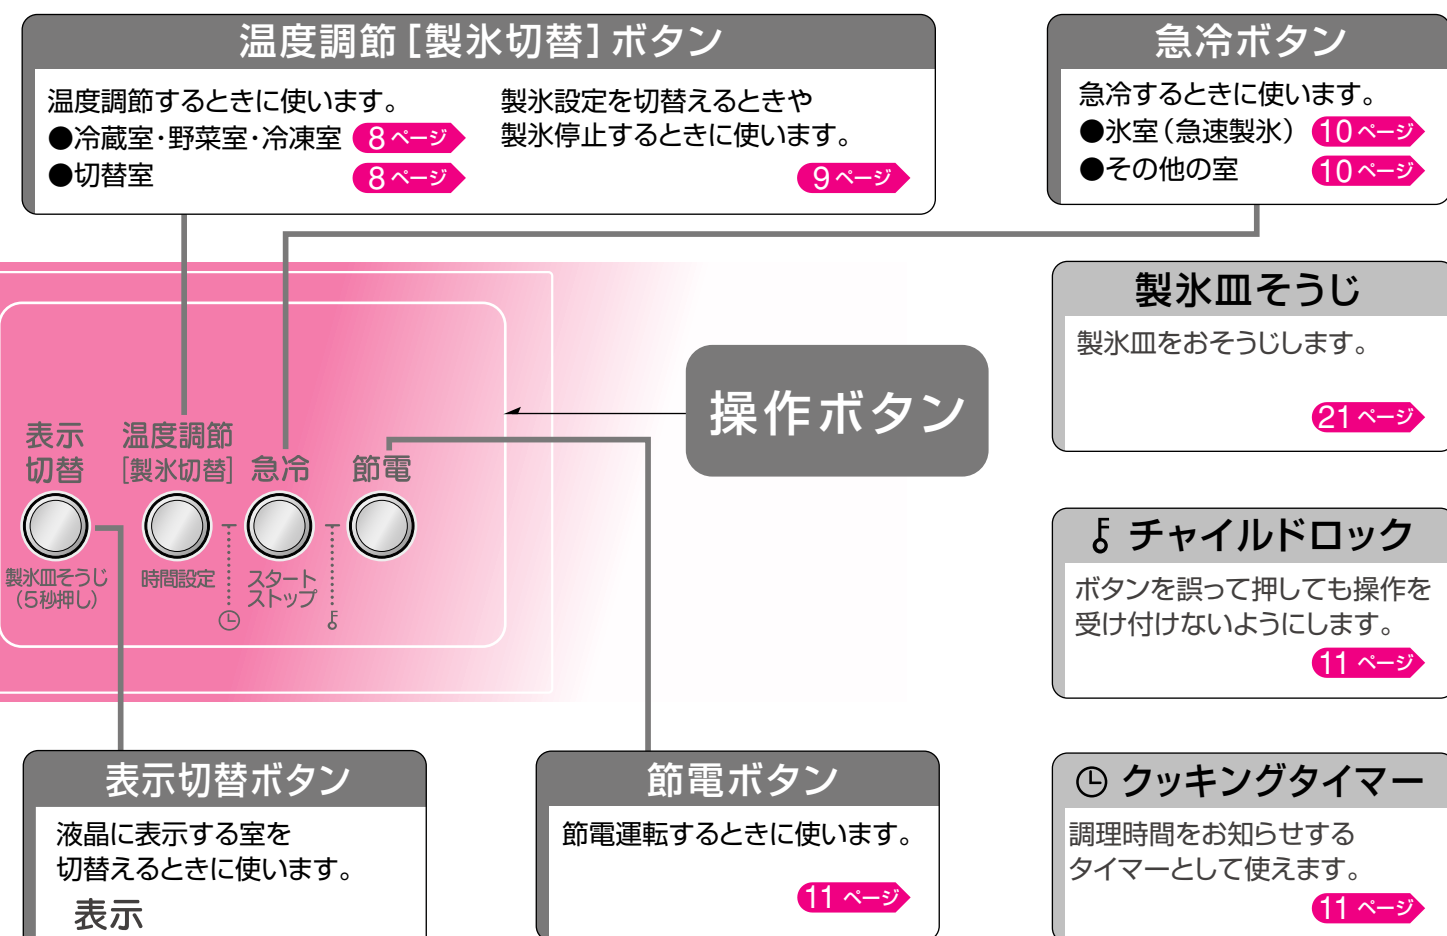 温度調節[製氷切替]ボタン
温度調節するときに使います。
●冷蔵室・野菜室・冷凍室 8ページ
●切替室 8ページ
製氷設定を切替えるときや
製氷停止するときに使います。
9ページ
急冷ボタン
急冷するときに使います。
●氷室（急速製氷） 10ページ
●その他の室 10ページ
操作ボタン
表示
切替
製氷皿そうじ
（5秒押し）
温度調節
[製氷切替]
時間設定
急冷
スタート
ストップ
節電
製氷皿そうじ
製氷皿をおそうじします。
21ページ
チャイルドロック
ボタンを誤って押しても操作を
受け付けないようにします。
11ページ
表示切替ボタン
液晶に表示する室を
切替えるときに使います。
表示
節電ボタン
節電運転するときに使います。
11ページ
クッキングタイマー
調理時間をお知らせする
タイマーとして使えます。
11ページ